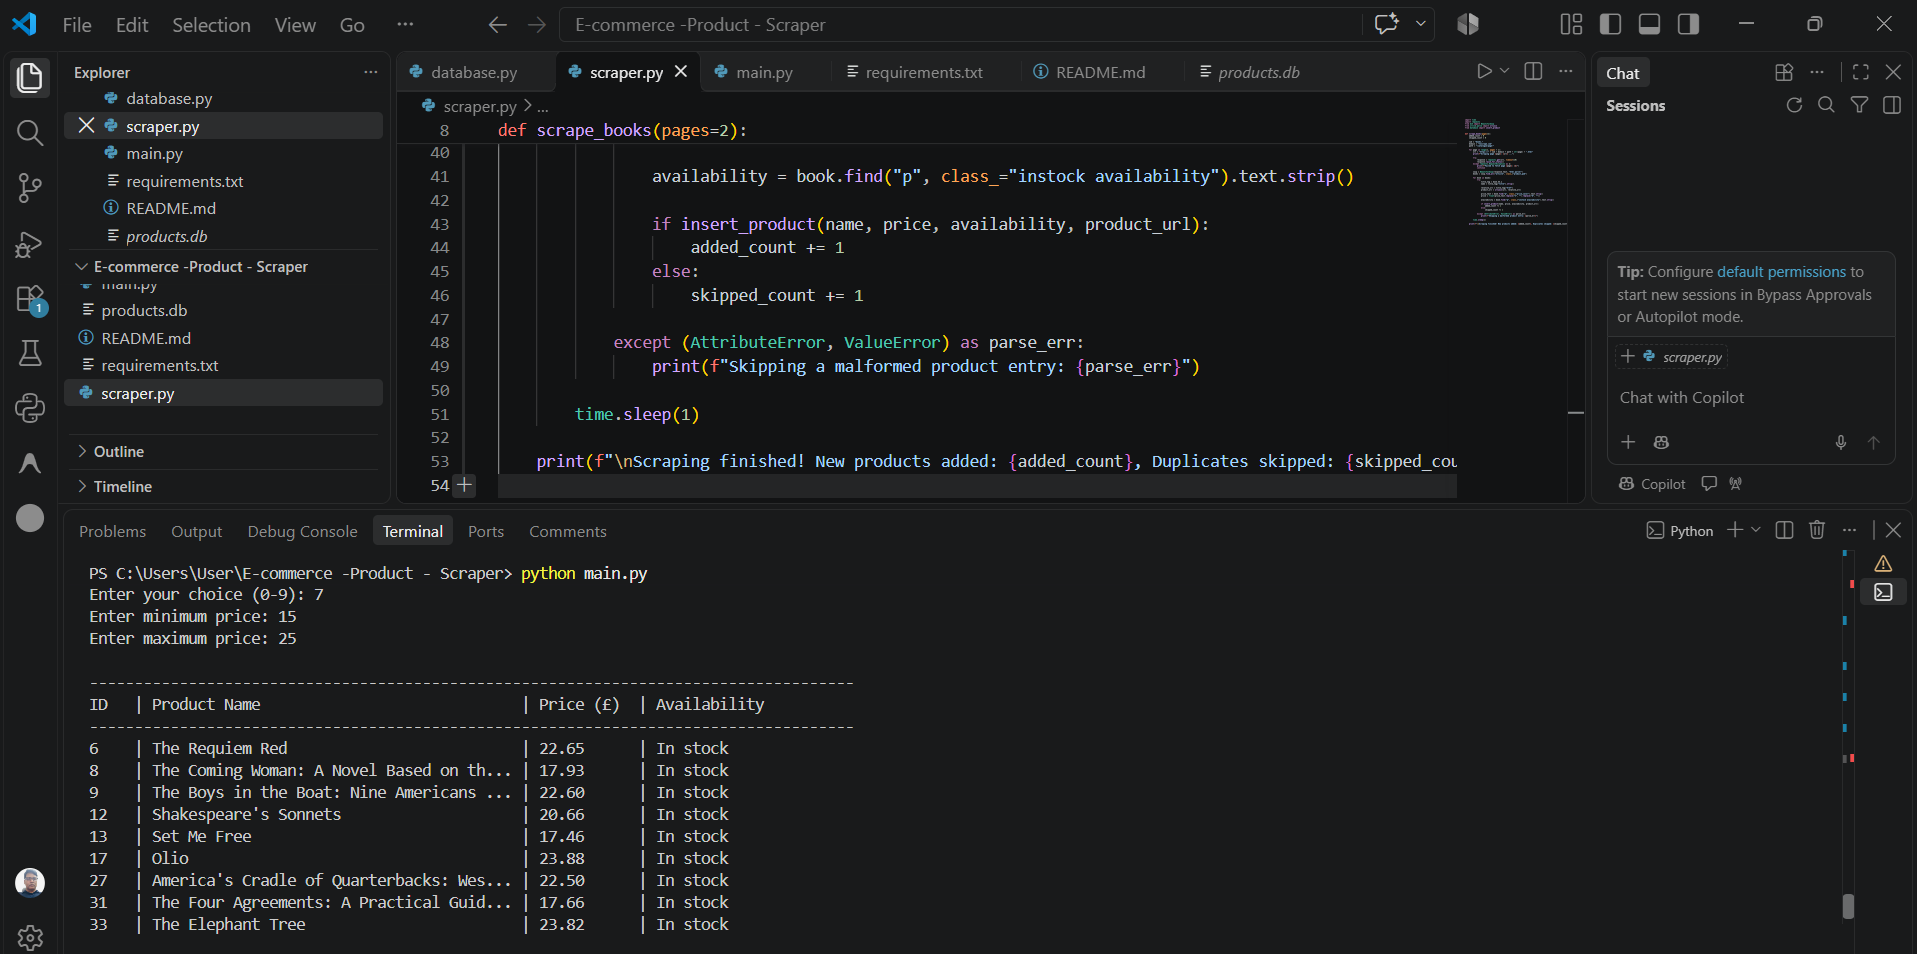 File Edit Selection View Go ··· E-commerce -Product - Scraper
Explorer ···
database.py
scraper.py
main.py
requirements.txt
README.md
products.db
E-commerce -Product - Scraper
main.py
products.db
README.md
requirements.txt
scraper.py
Outline
Timeline
1
database.py scraper.py main.py requirements.txt README.md products.db
scraper.py > ...
8 def scrape_books(pages=2):
40
41 availability = book.find("p", class_="instock availability").text.strip()
42
43 if insert_product(name, price, availability, product_url):
44 added_count += 1
45 else:
46 skipped_count += 1
47
48 except (AttributeError, ValueError) as parse_err:
49 print(f"Skipping a malformed product entry: {parse_err}")
50
51 time.sleep(1)
52
53 print(f"\nScraping finished! New products added: {added_count}, Duplicates skipped: {skipped_cou
54
Chat
Sessions
Tip: Configure default permissions to
start new sessions in Bypass Approvals
or Autopilot mode.
scraper.py
Chat with Copilot
Copilot
Problems Output Debug Console Terminal Ports Comments
Python
PS C:\Users\User\E-commerce -Product - Scraper> python main.py
Enter your choice (0-9): 7
Enter minimum price: 15
Enter maximum price: 25
-------------------------------------------------------------------------------------
ID | Product Name | Price (£) | Availability
-------------------------------------------------------------------------------------
6 | The Requiem Red | 22.65 | In stock
8 | The Coming Woman: A Novel Based on th... | 17.93 | In stock
9 | The Boys in the Boat: Nine Americans ... | 22.60 | In stock
12 | Shakespeare's Sonnets | 20.66 | In stock
13 | Set Me Free | 17.46 | In stock
17 | Olio | 23.88 | In stock
27 | America's Cradle of Quarterbacks: Wes... | 22.50 | In stock
31 | The Four Agreements: A Practical Guid... | 17.66 | In stock
33 | The Elephant Tree | 23.82 | In stock